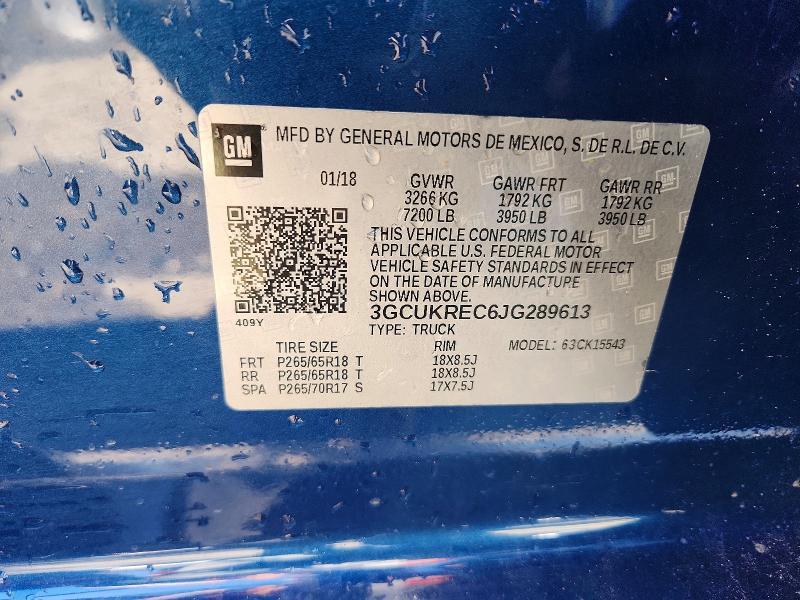 GM
MFD BY GENERAL MOTORS DE MEXICO, S. DE R.L. DE C.V.
01/18 GVWR GAWR FRT GAWR RR
3266 KG 1792 KG 1792 KG
7200 LB 3950 LB 3950 LB
THIS VEHICLE CONFORMS TO ALL
APPLICABLE U.S. FEDERAL MOTOR
VEHICLE SAFETY STANDARDS IN EFFECT
ON THE DATE OF MANUFACTURE
SHOWN ABOVE.
3GCUKREC6JG289613
409Y
TYPE: TRUCK
TIRE SIZE RIM MODEL: 63CK15543
FRT P265/65R18 T 18X8.5J
RR P265/65R18 T 18X8.5J
SPA P265/70R17 S 17X7.5J